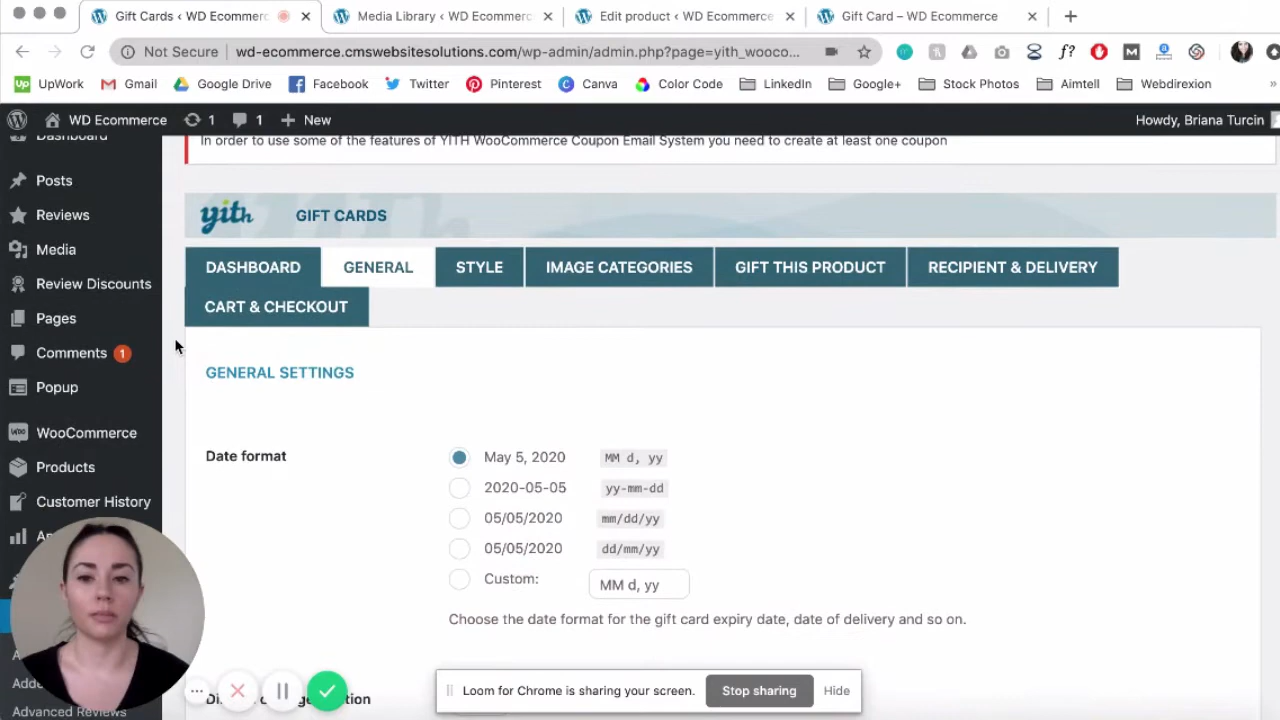 Gift Cards ‹ WD Ecommerc
Media Library ‹ WD Ecommerc
Edit product ‹ WD Ecommerce
Gift Card – WD Ecommerce
Not Secure
wd-ecommerce.cmswebsitesolutions.com/wp-admin/admin.php?page=yith_wooco...
UpWork
Gmail
Google Drive
Facebook
Twitter
Pinterest
Canva
Color Code
LinkedIn
Google+
Stock Photos
Aimtell
Webdirexion
WD Ecommerce
1
1
New
Howdy, Briana Turcin
Dashboard
Posts
Reviews
Media
Review Discounts
Pages
Comments 1
Popup
WooCommerce
Products
Customer History
Advanced Reviews
In order to use some of the features of YITH WooCommerce Coupon Email System you need to create at least one coupon
yith
GIFT CARDS
DASHBOARD
GENERAL
STYLE
IMAGE CATEGORIES
GIFT THIS PRODUCT
RECIPIENT & DELIVERY
CART & CHECKOUT
GENERAL SETTINGS
Date format
May 5, 2020 MM d, yy
2020-05-05 yy-mm-dd
05/05/2020 mm/dd/yy
05/05/2020 dd/mm/yy
Custom: MM d, yy
Choose the date format for the gift card expiry date, date of delivery and so on.
Loom for Chrome is sharing your screen.
Stop sharing
Hide